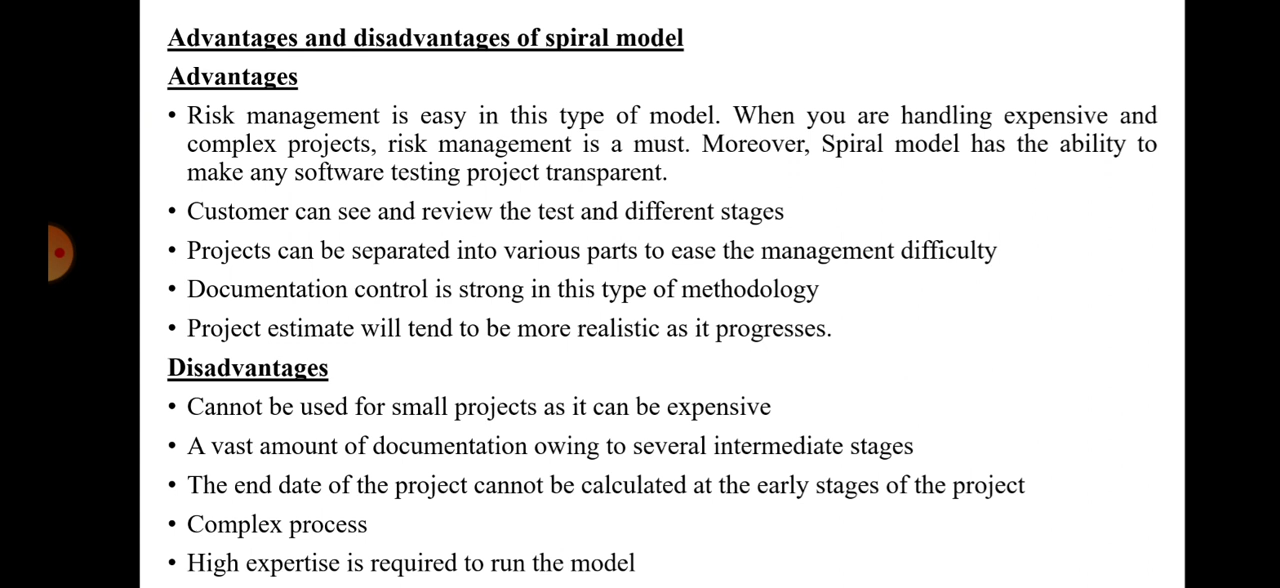 Advantages and disadvantages of spiral model
Advantages
• Risk management is easy in this type of model. When you are handling expensive and
complex projects, risk management is a must. Moreover, Spiral model has the ability to
make any software testing project transparent.
• Customer can see and review the test and different stages
• Projects can be separated into various parts to ease the management difficulty
• Documentation control is strong in this type of methodology
• Project estimate will tend to be more realistic as it progresses.
Disadvantages
• Cannot be used for small projects as it can be expensive
• A vast amount of documentation owing to several intermediate stages
• The end date of the project cannot be calculated at the early stages of the project
• Complex process
• High expertise is required to run the model